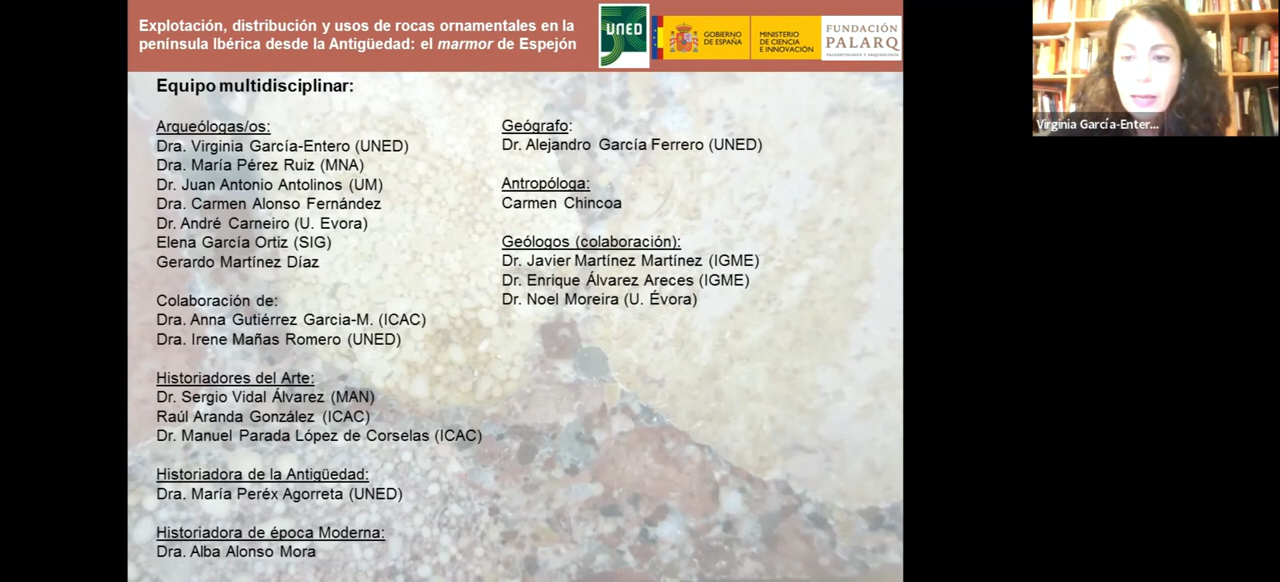 Explotación, distribución y usos de rocas ornamentales en la
península Ibérica desde la Antigüedad: el marmor de Espejón
UNED
GOBIERNO
DE ESPAÑA
MINISTERIO
DE CIENCIA
E INNOVACIÓN
FUNDACIÓN
PALARQ
PALEONTOLOGÍA Y ARQUEOLOGÍA
Virginia García-Enter...
Equipo multidisciplinar:
Arqueólogas/os:
Dra. Virginia García-Entero (UNED)
Dra. María Pérez Ruiz (MNA)
Dr. Juan Antonio Antolinos (UM)
Dra. Carmen Alonso Fernández
Dr. André Carneiro (U. Evora)
Elena García Ortiz (SIG)
Gerardo Martínez Díaz
Colaboración de:
Dra. Anna Gutiérrez Garcia-M. (ICAC)
Dra. Irene Mañas Romero (UNED)
Historiadores del Arte:
Dr. Sergio Vidal Álvarez (MAN)
Raúl Aranda González (ICAC)
Dr. Manuel Parada López de Corselas (ICAC)
Historiadora de la Antigüedad:
Dra. María Peréx Agorreta (UNED)
Historiadora de época Moderna:
Dra. Alba Alonso Mora
Geógrafo:
Dr. Alejandro García Ferrero (UNED)
Antropóloga:
Carmen Chincoa
Geólogos (colaboración):
Dr. Javier Martínez Martínez (IGME)
Dr. Enrique Álvarez Areces (IGME)
Dr. Noel Moreira (U. Évora)